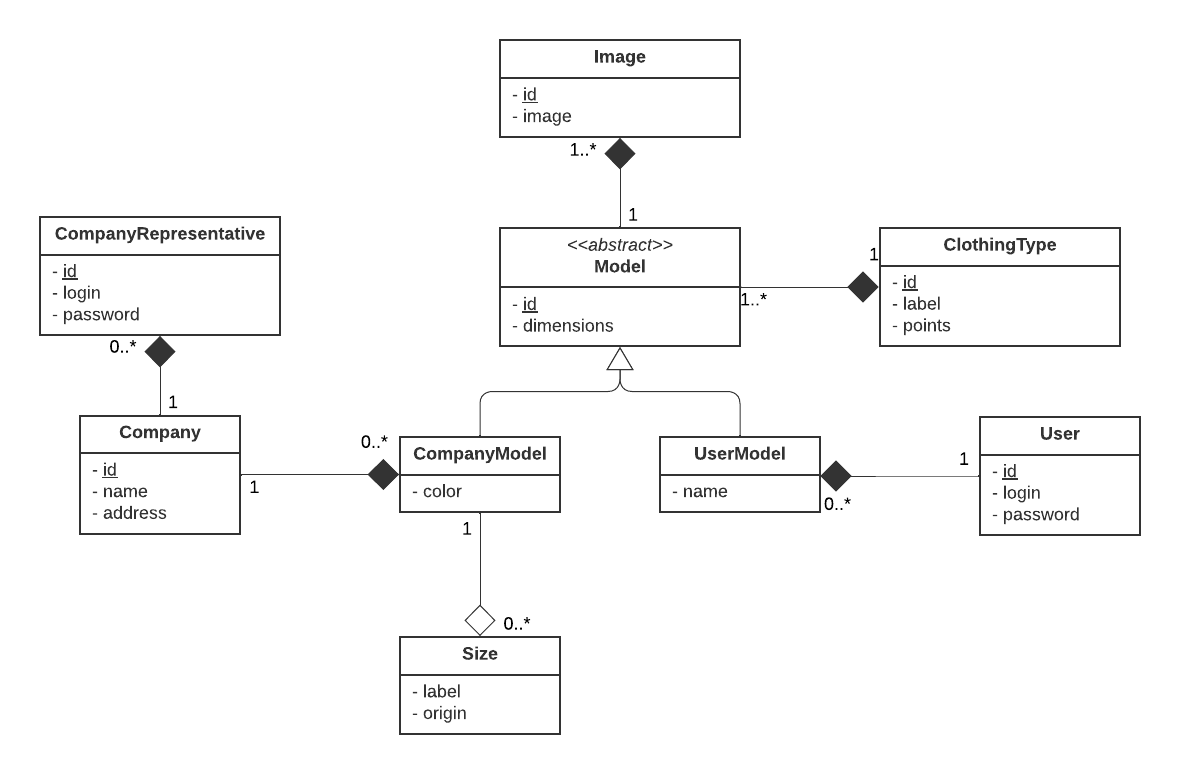 Image
- id
- image
1..*
1
<<abstract>>
Model
- id
- dimensions
1..*
1
ClothingType
- id
- label
- points
CompanyRepresentative
- id
- login
- password
0..*
1
Company
- id
- name
- address
1
0..*
CompanyModel
- color
UserModel
- name
0..*
1
User
- id
- login
- password
1
0..*
Size
- label
- origin